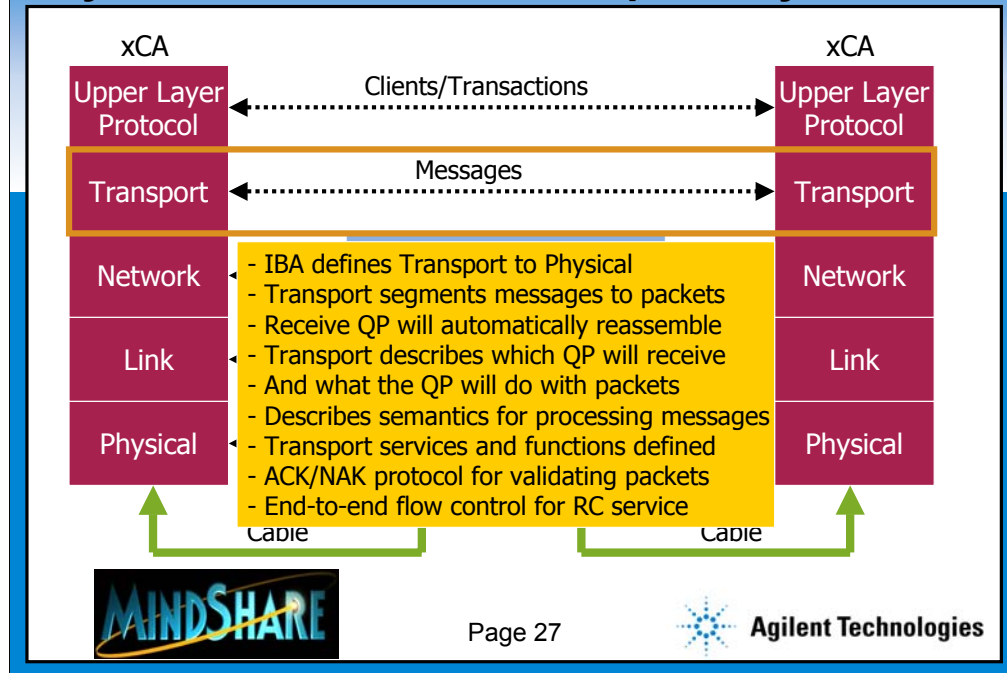 xCA
xCA
Upper Layer
Protocol
Clients/Transactions
Upper Layer
Protocol
Transport
Messages
Transport
Network
Network
Link
Link
Physical
Physical
- IBA defines Transport to Physical
- Transport segments messages to packets
- Receive QP will automatically reassemble
- Transport describes which QP will receive
- And what the QP will do with packets
- Describes semantics for processing messages
- Transport services and functions defined
- ACK/NAK protocol for validating packets
- End-to-end flow control for RC service
Cable
Cable
MINDSHARE
Page 27
Agilent Technologies